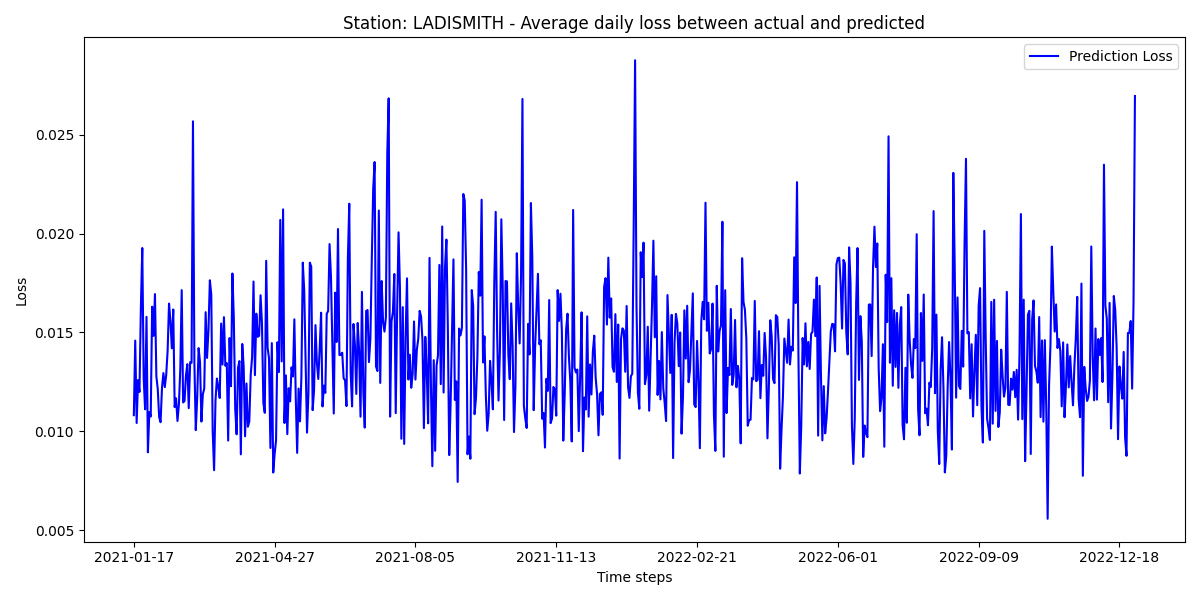 Station: LADISMITH - Average daily loss between actual and predicted
Prediction Loss
Loss
0.025
0.020
0.015
0.010
0.005
2021-01-17 2021-04-27 2021-08-05 2021-11-13 2022-02-21 2022-06-01 2022-09-09 2022-12-18
Time steps